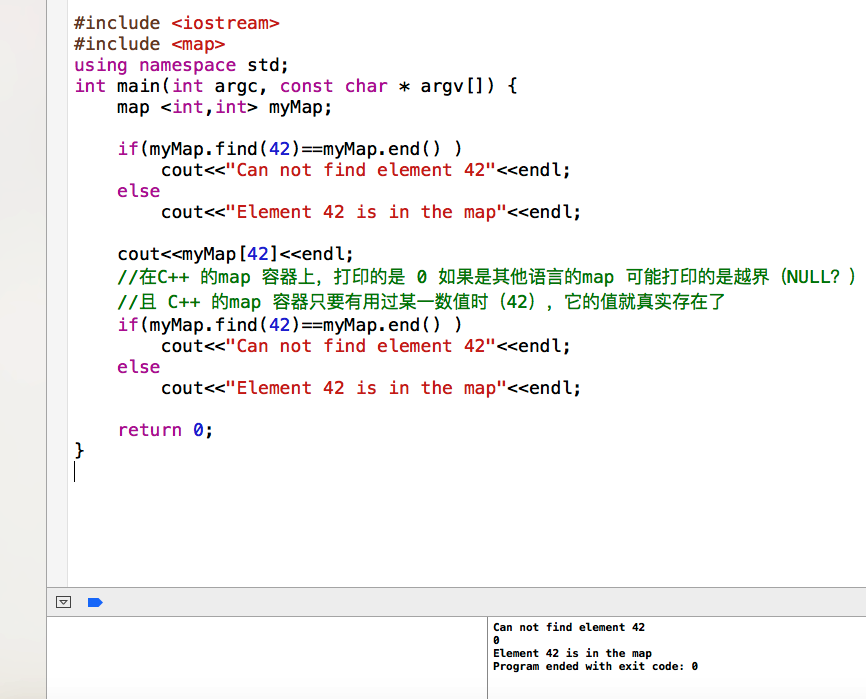 #include <iostream>
#include <map>
using namespace std;
int main(int argc, const char * argv[]) {
    map <int,int> myMap;
    if(myMap.find(42)==myMap.end() )
        cout<<"Can not find element 42"<<endl;
    else
        cout<<"Element 42 is in the map"<<endl;
    cout<<myMap[42]<<endl;
    //在C++ 的map 容器上，打印的是 0 如果是其他语言的map 可能打印的是越界（NULL？）
    //且 C++ 的map 容器只要有用过某一数值时（42），它的值就真实存在了
    if(myMap.find(42)==myMap.end() )
        cout<<"Can not find element 42"<<endl;
    else
        cout<<"Element 42 is in the map"<<endl;
    return 0;
}
Can not find element 42
0
Element 42 is in the map
Program ended with exit code: 0